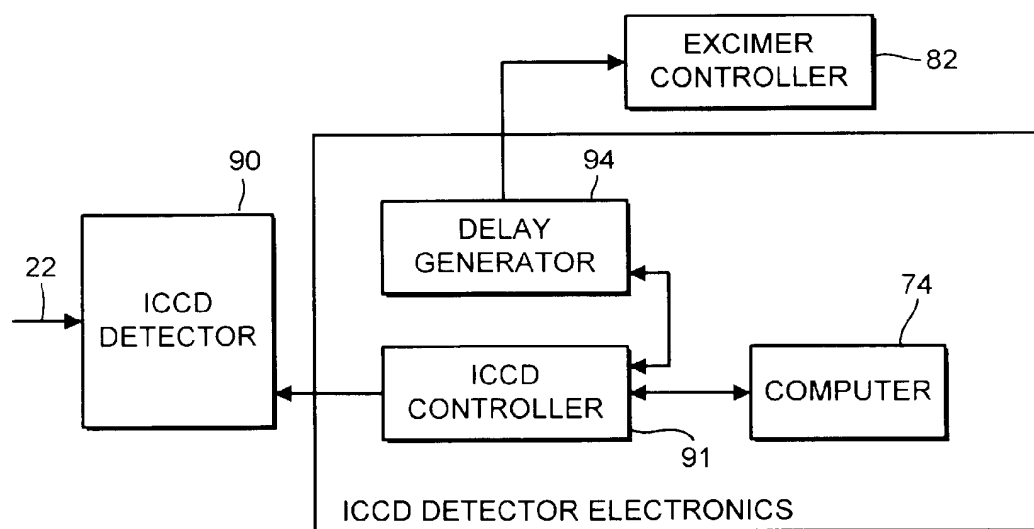 EXCIMER
CONTROLLER
82
90
94
DELAY
GENERATOR
22
ICCD
DETECTOR
74
ICCD
CONTROLLER
COMPUTER
91
ICCD DETECTOR ELECTRONICS